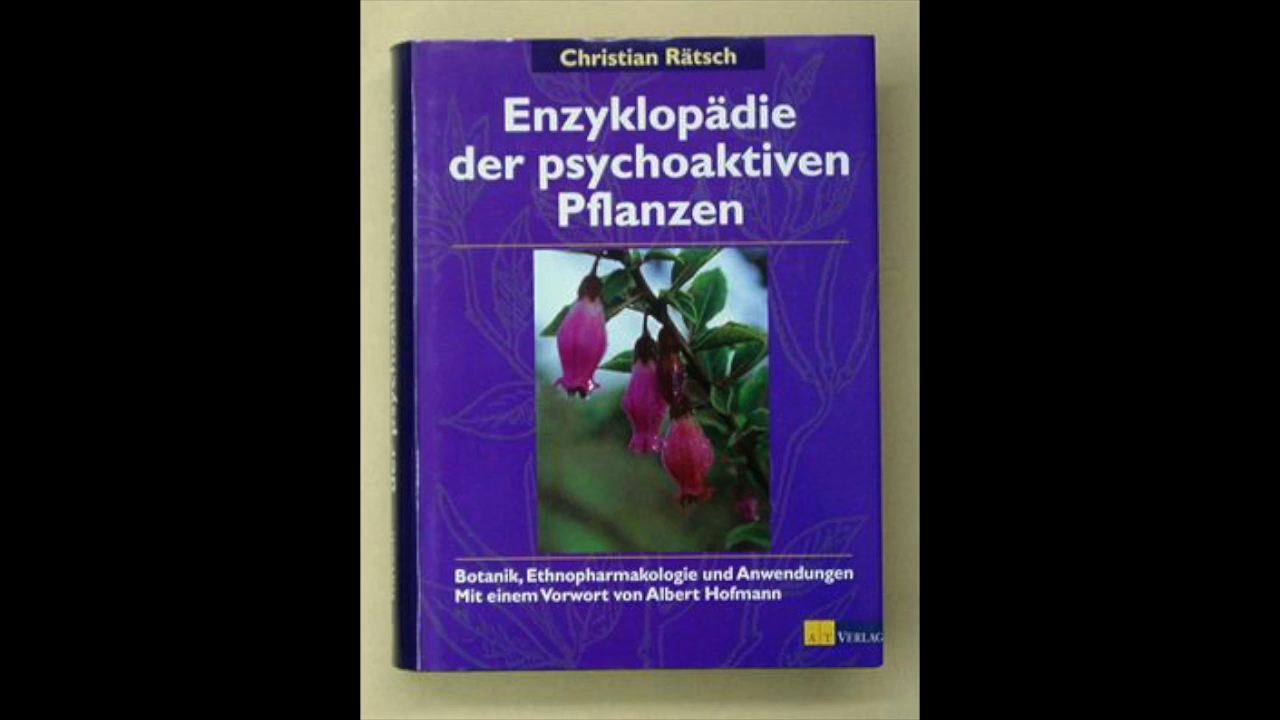 Christian Rätsch
Enzyklopädie
der psychoaktiven
Pflanzen
Botanik, Ethnopharmakologie und Anwendungen
Mit einem Vorwort von Albert Hofmann
AT VERLAG